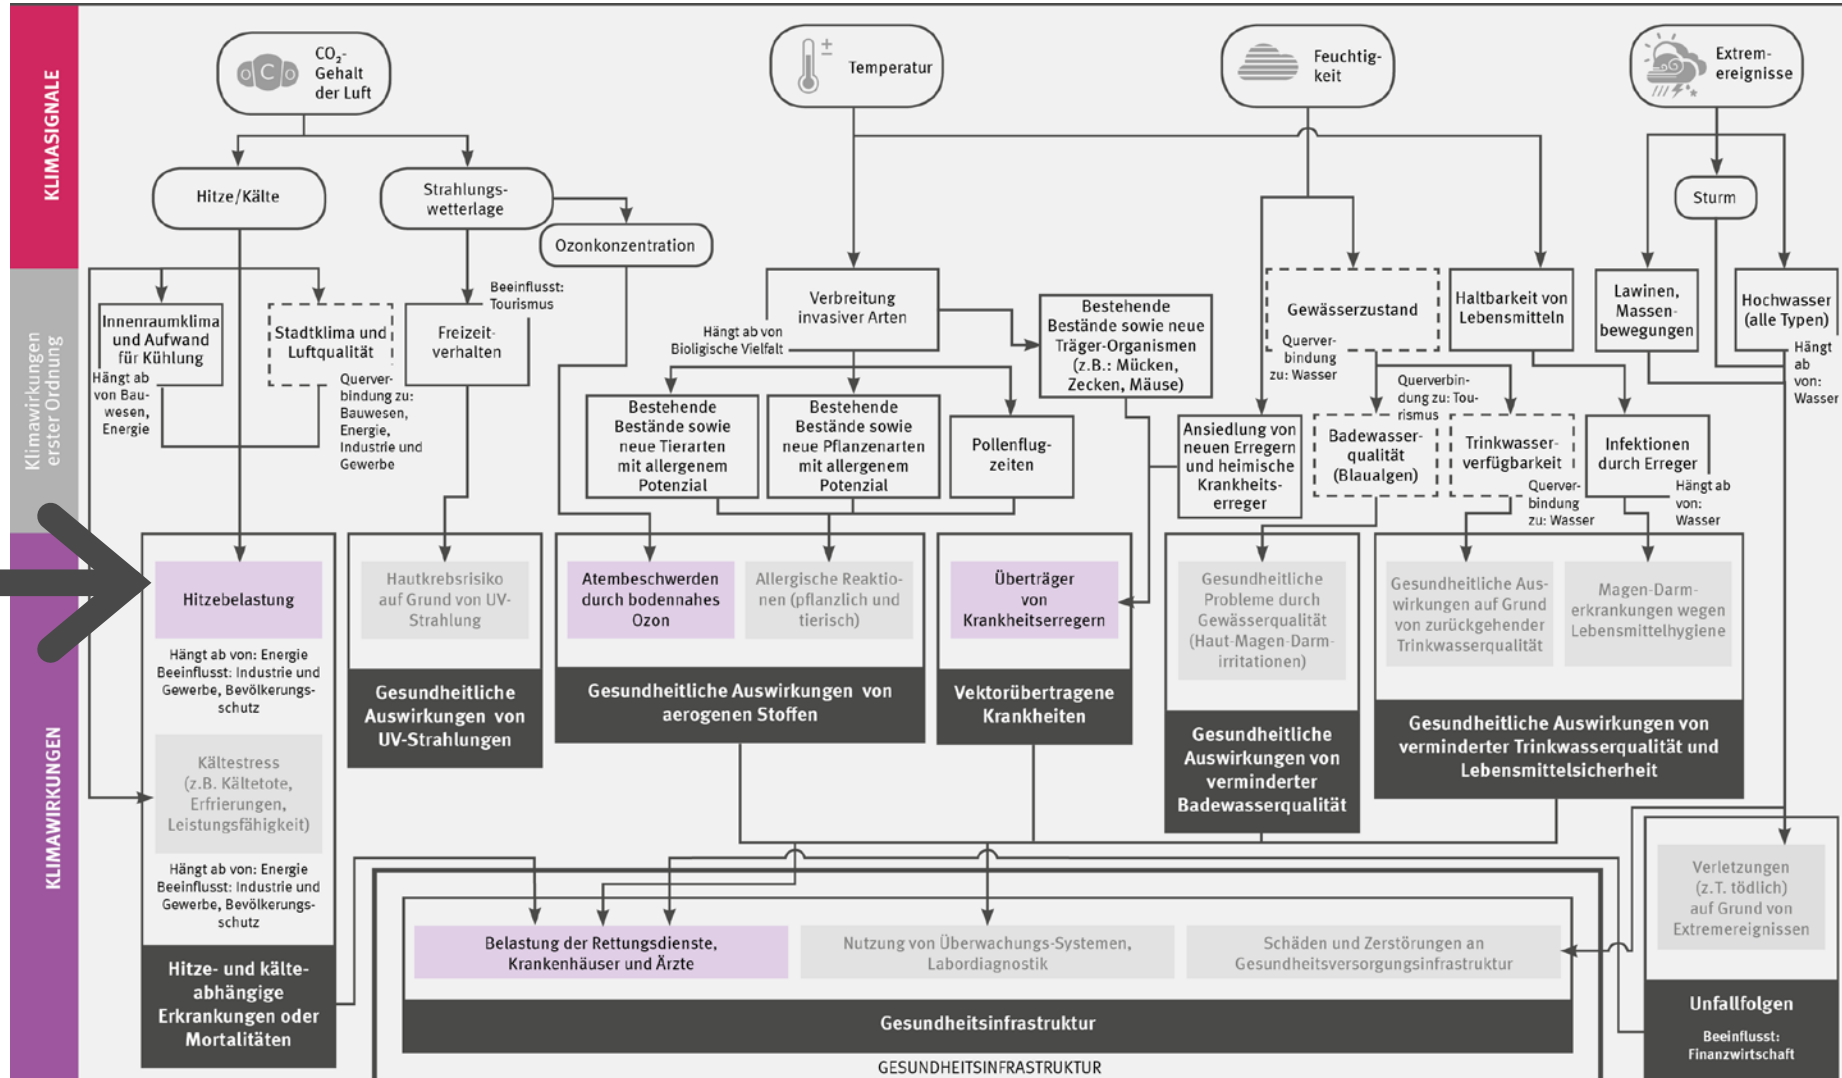 KLIMASIGNALE
CO₂-
Gehalt
der Luft
O C O
±
Temperatur
Feuchtig-
keit
Extrem-
ereignisse
Hitze/Kälte
Strahlungs-
wetterlage
Ozonkonzentration
Sturm
Klimawirkungen
erster Ordnung
Innenraumklima
und Aufwand
für Kühlung
Hängt ab
von Bau-
wesen,
Energie
Stadtklima und
Luftqualität
Querver-
bindung zu:
Bauwesen,
Energie,
Industrie und
Gewerbe
Beeinflusst:
Tourismus
Freizeit-
verhalten
Verbreitung
invasiver Arten
Hängt ab von
Bioligische Vielfalt
Bestehende
Bestände sowie neue
Träger-Organismen
(z.B.: Mücken,
Zecken, Mäuse)
Gewässerzustand
Querver-
bindung
zu: Wasser
Haltbarkeit von
Lebensmitteln
Lawinen,
Massen-
bewegungen
Hochwasser
(alle Typen)
Hängt
ab
von:
Wasser
Bestehende
Bestände sowie
neue Tierarten
mit allergenem
Potenzial
Bestehende
Bestände sowie
neue Pflanzenarten
mit allergenem
Potenzial
Pollenflug-
zeiten
Ansiedlung von
neuen Erregern
und heimische
Krankheits-
erreger
Querverbin-
dung zu: Tou-
rismus
Badewasser-
qualität
(Blaualgen)
Trinkwasser-
verfügbarkeit
Querver-
bindung
zu: Wasser
Infektionen
durch Erreger
Hängt ab
von:
Wasser
KLIMAWIRKUNGEN
Hitzebelastung
Hängt ab von: Energie
Beeinflusst: Industrie und
Gewerbe, Bevölkerungs-
schutz
Kältestress
(z.B. Kältetote,
Erfrierungen,
Leistungsfähigkeit)
Hängt ab von: Energie
Beeinflusst: Industrie und
Gewerbe, Bevölkerungs-
schutz
Hitze- und kälte-
abhängige
Erkrankungen oder
Mortalitäten
Hautkrebsrisiko
auf Grund von UV-
Strahlung
Gesundheitliche
Auswirkungen von
UV-Strahlungen
Atembeschwerden
durch bodennahes
Ozon
Allergische Reaktio-
nen (pflanzlich und
tierisch)
Gesundheitliche Auswirkungen von
aerogenen Stoffen
Überträger
von
Krankheitserregern
Vektorübertragene
Krankheiten
Gesundheitliche
Probleme durch
Gewässerqualität
(Haut-Magen-Darm-
irritationen)
Gesundheitliche
Auswirkungen von
verminderter
Badewasserqualität
Gesundheitliche Aus-
wirkungen auf Grund
von zurückgehender
Trinkwasserqualität
Magen-Darm-
erkrankungen wegen
Lebensmittelhygiene
Gesundheitliche Auswirkungen von
verminderter Trinkwasserqualität und
Lebensmittelsicherheit
Verletzungen
(z.T. tödlich)
auf Grund von
Extremereignissen
Unfallfolgen
Beeinflusst:
Finanzwirtschaft
Belastung der Rettungsdienste,
Krankenhäuser und Ärzte
Nutzung von Überwachungs-Systemen,
Labordiagnostik
Schäden und Zerstörungen an
Gesundheitsversorgungsinfrastruktur
Gesundheitsinfrastruktur
GESUNDHEITSINFRASTRUKTUR